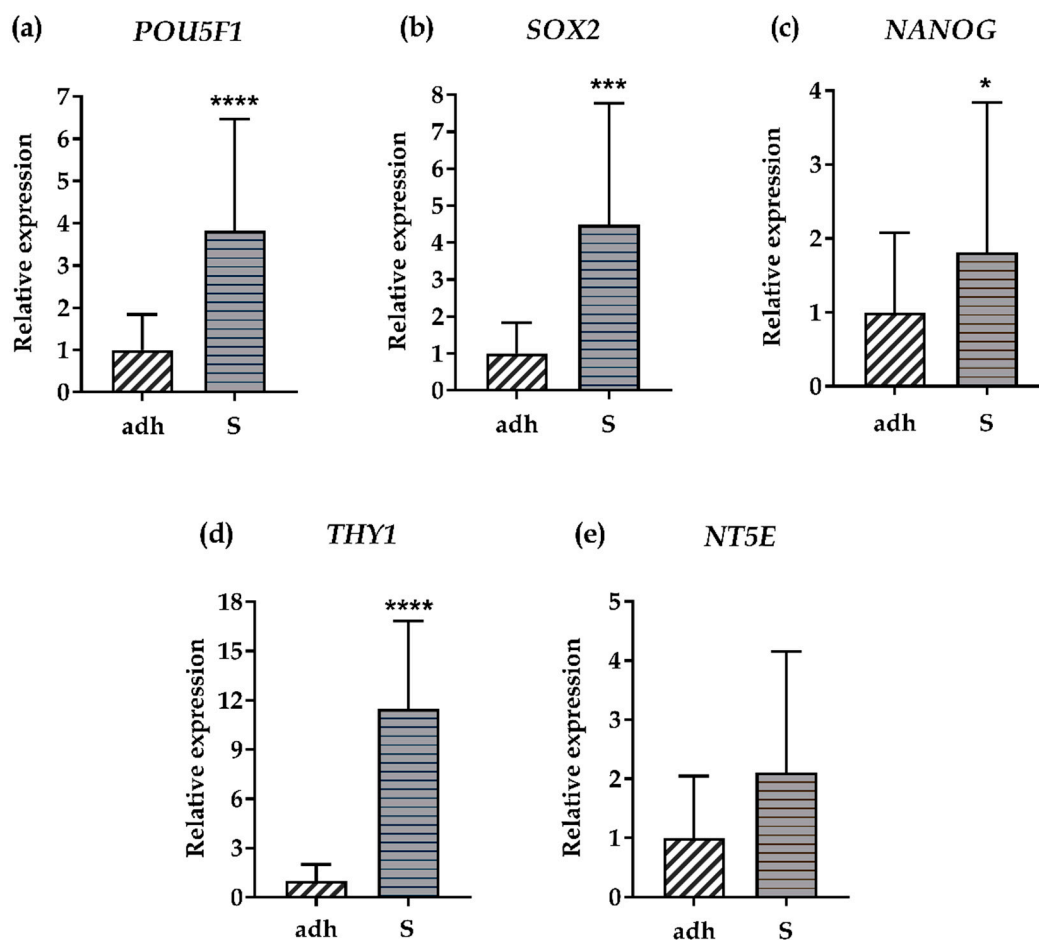 (a) POU5F1
Relative expression
7
6
5
4
3
2
1
0
****
adh S
(b) SOX2
Relative expression
8
7
6
5
4
3
2
1
0
***
adh S
(c) NANOG
Relative expression
4
3
2
1
0
*
adh S
(d) THY1
Relative expression
18
15
12
9
6
3
0
****
adh S
(e) NT5E
Relative expression
5
4
3
2
1
0
adh S